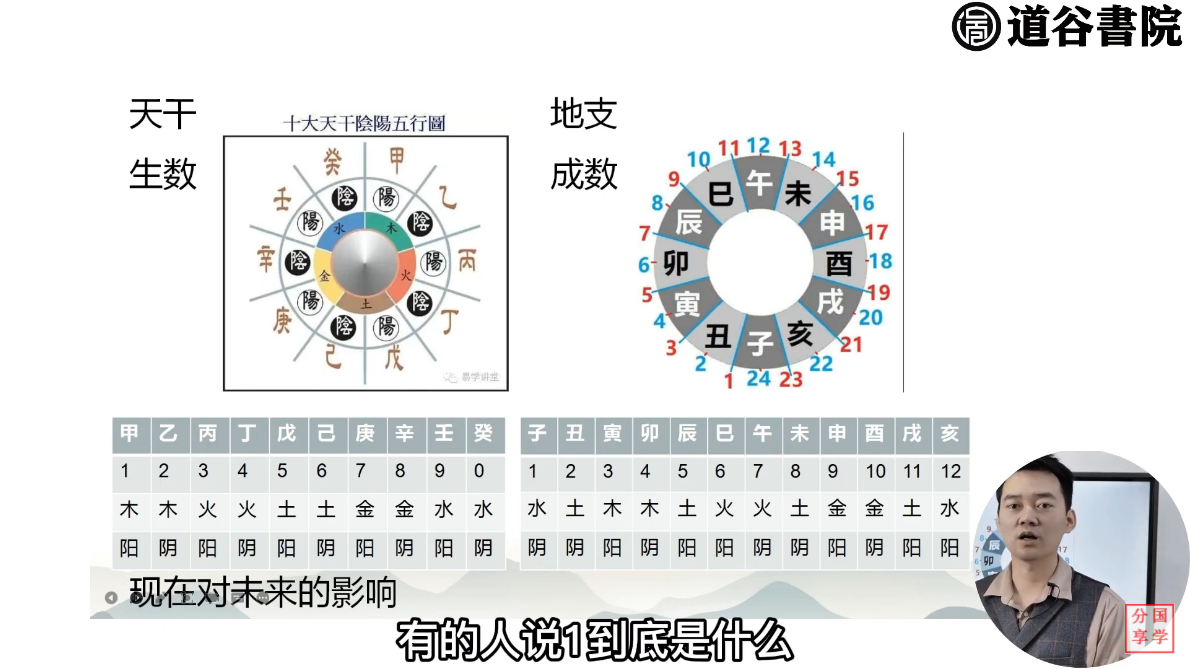 道谷書院
天干
生数
十大天干陰陽五行圖
癸 甲
壬 乙
辛 丙
庚 丁
己 戊
陰 陽
陽 陰
陰 陽
陽 陰
陰 陽
水 木
金 火
土
易学讲堂
地支
成数
11 12 13
10 14
9 15
8 16
7 17
6 18
5 19
4 20
3 21
2 22
1 24 23
巳 午 未
辰 申
卯 酉
寅 戌
丑 子 亥
甲 乙 丙 丁 戊 己 庚 辛 壬 癸
1 2 3 4 5 6 7 8 9 0
木 木 火 火 土 土 金 金 水 水
阳 阴 阳 阴 阳 阴 阳 阴 阳 阴
子 丑 寅 卯 辰 巳 午 未 申 酉 戌 亥
1 2 3 4 5 6 7 8 9 10 11 12
水 土 木 木 土 火 火 土 金 金 土 水
阴 阴 阳 阴 阳 阳 阴 阴 阳 阴 阳 阳
现在对未来的影响
有的人说1到底是什么
分国
享学